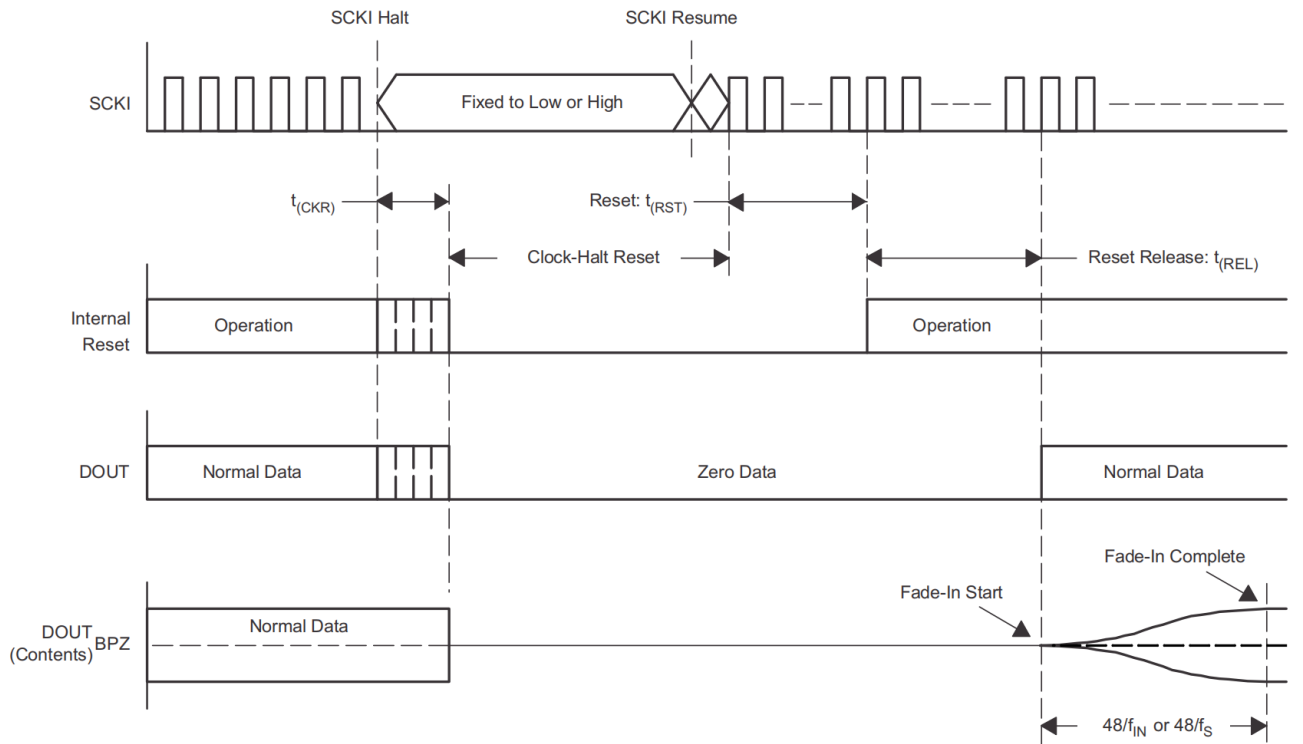 SCKI Halt
SCKI Resume
SCKI
Fixed to Low or High
t(CKR)
Reset: t(RST)
Clock-Halt Reset
Reset Release: t(REL)
Internal
Reset
Operation
Operation
DOUT
Normal Data
Zero Data
Normal Data
Fade-In Complete
Fade-In Start
DOUT
(Contents)
BPZ
Normal Data
48/fIN or 48/fS